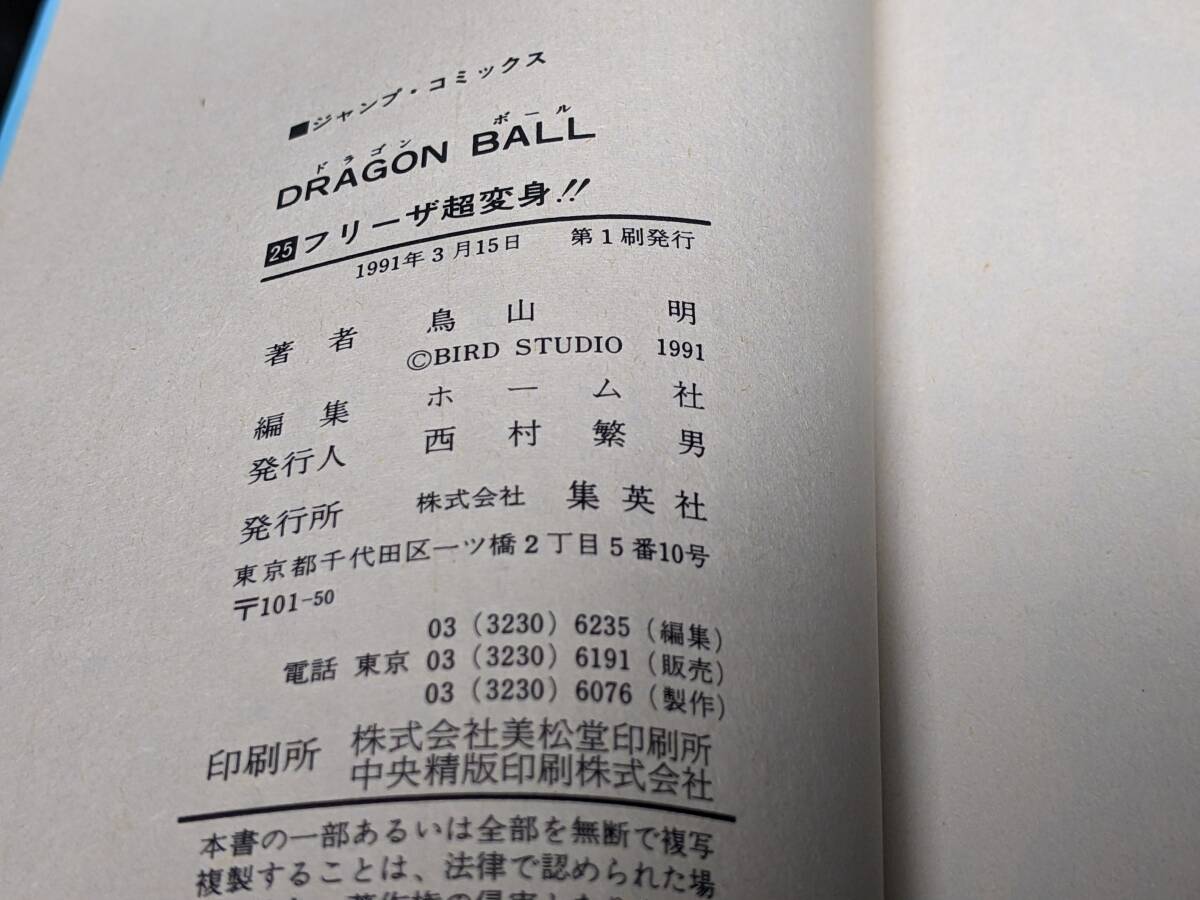 ■ジャンプ・コミックス
ドラゴン ボール
DRAGON BALL
25 フリーザ超変身!!
1991年3月15日 第1刷発行
著者 鳥山 明
©BIRD STUDIO 1991
編集 ホーム社
発行人 西村繁男
発行所 株式会社 集英社
東京都千代田区一ツ橋2丁目5番10号
〒101-50
03（3230）6235（編集）
電話 東京 03（3230）6191（販売）
03（3230）6076（製作）
印刷所 株式会社美松堂印刷所
中央精版印刷株式会社
本書の一部あるいは全部を無断で複写
複製することは、法律で認められた場